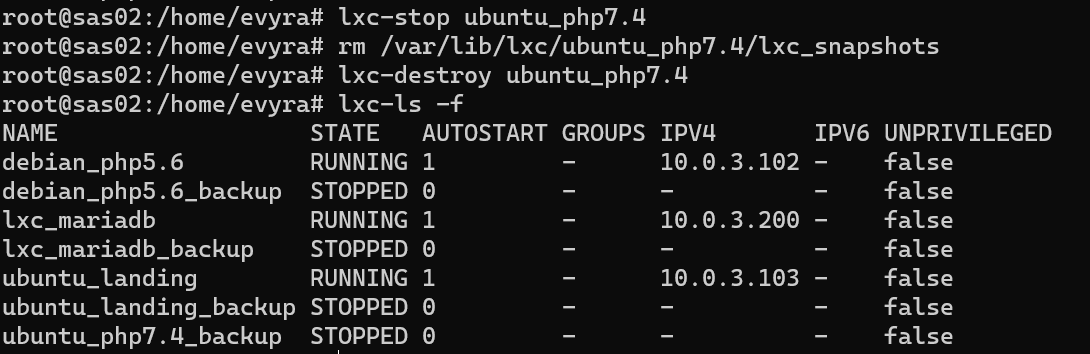 root@sas02:/home/evyra# lxc-stop ubuntu_php7.4
root@sas02:/home/evyra# rm /var/lib/lxc/ubuntu_php7.4/lxc_snapshots
root@sas02:/home/evyra# lxc-destroy ubuntu_php7.4
root@sas02:/home/evyra# lxc-ls -f
NAME STATE AUTOSTART GROUPS IPV4 IPV6 UNPRIVILEGED
debian_php5.6 RUNNING 1 - 10.0.3.102 - false
debian_php5.6_backup STOPPED 0 - - - false
lxc_mariadb RUNNING 1 - 10.0.3.200 - false
lxc_mariadb_backup STOPPED 0 - - - false
ubuntu_landing RUNNING 1 - 10.0.3.103 - false
ubuntu_landing_backup STOPPED 0 - - - false
ubuntu_php7.4_backup STOPPED 0 - - - false